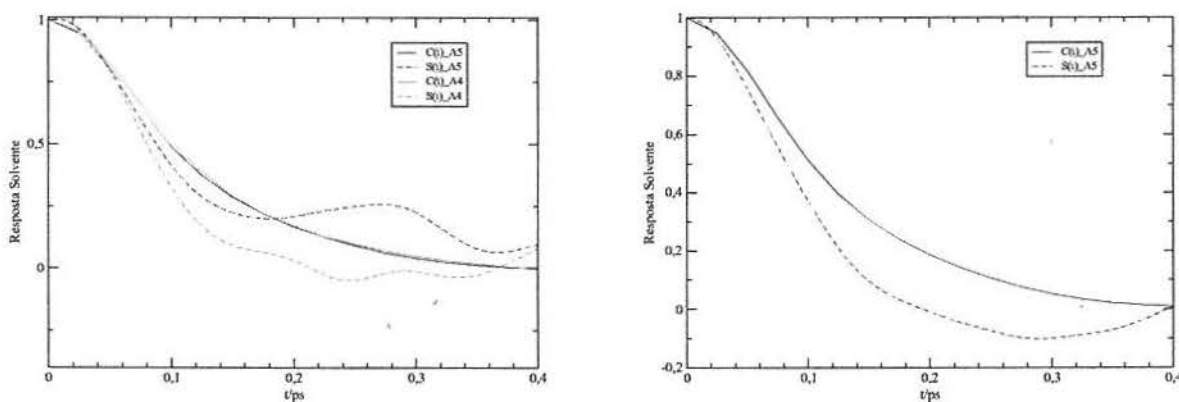 1
0,5
0
Resposta Solvente
C(t)_A5
S(t)_A5
C(t)_A4
S(t)_A4
0
0,1
0,2
0,3
0,4
t/ps
1
0,8
0,6
0,4
0,2
0
-0,2
Resposta Solvente
C(t)_A5
S(t)_A5
0
0,1
0,2
0,3
0,4
t/ps